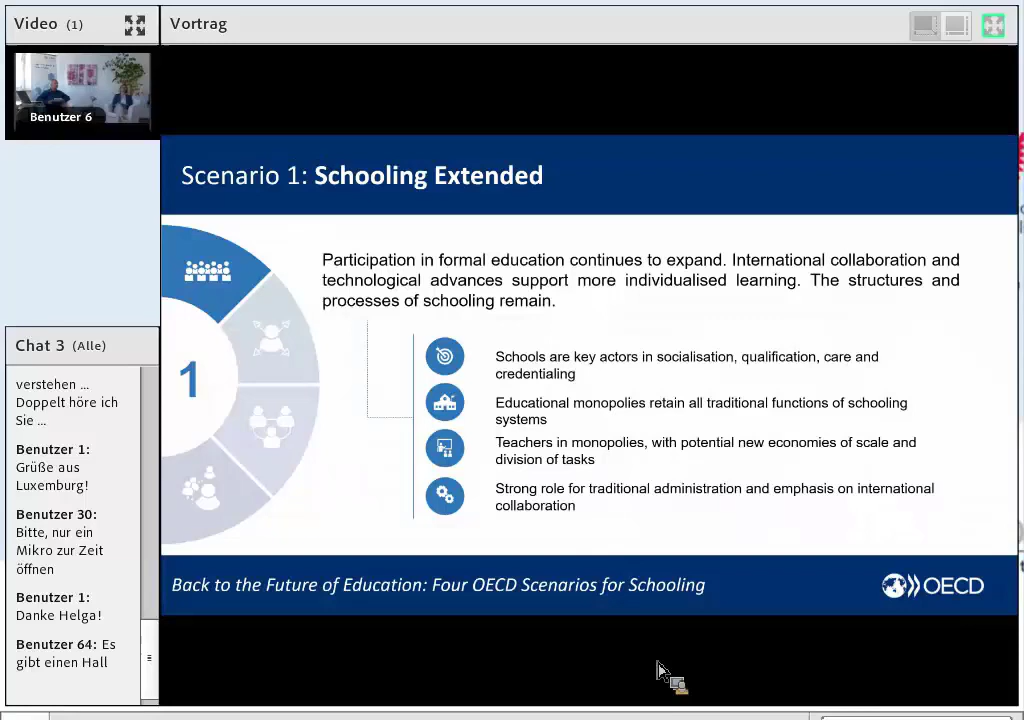 Video (1)
Vortrag
Benutzer 6
Scenario 1: Schooling Extended
1
Participation in formal education continues to expand. International collaboration and
technological advances support more individualised learning. The structures and
processes of schooling remain.
Schools are key actors in socialisation, qualification, care and
credentialing
Educational monopolies retain all traditional functions of schooling
systems
Teachers in monopolies, with potential new economies of scale and
division of tasks
Strong role for traditional administration and emphasis on international
collaboration
Back to the Future of Education: Four OECD Scenarios for Schooling
OECD
Chat 3 (Alle)
verstehen ...
Doppelt höre ich
Sie ...
Benutzer 1:
Grüße aus
Luxemburg!
Benutzer 30:
Bitte, nur ein
Mikro zur Zeit
öffnen
Benutzer 1:
Danke Helga!
Benutzer 64: Es
gibt einen Hall